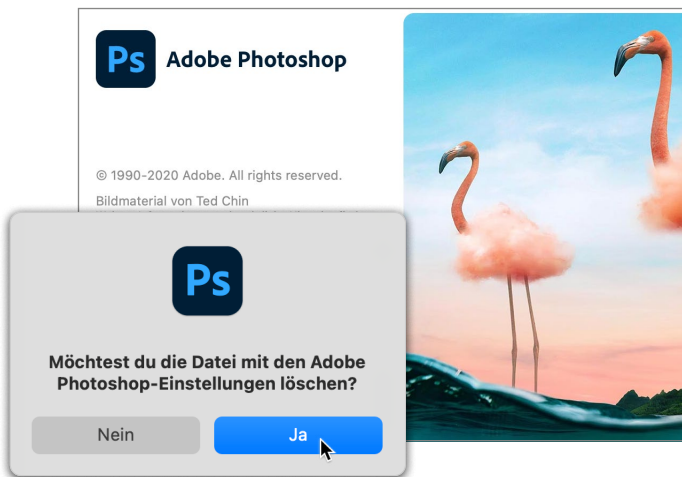 Ps Adobe Photoshop
© 1990-2020 Adobe. All rights reserved.
Bildmaterial von Ted Chin
Ps
Möchtest du die Datei mit den Adobe
Photoshop-Einstellungen löschen?
Nein Ja